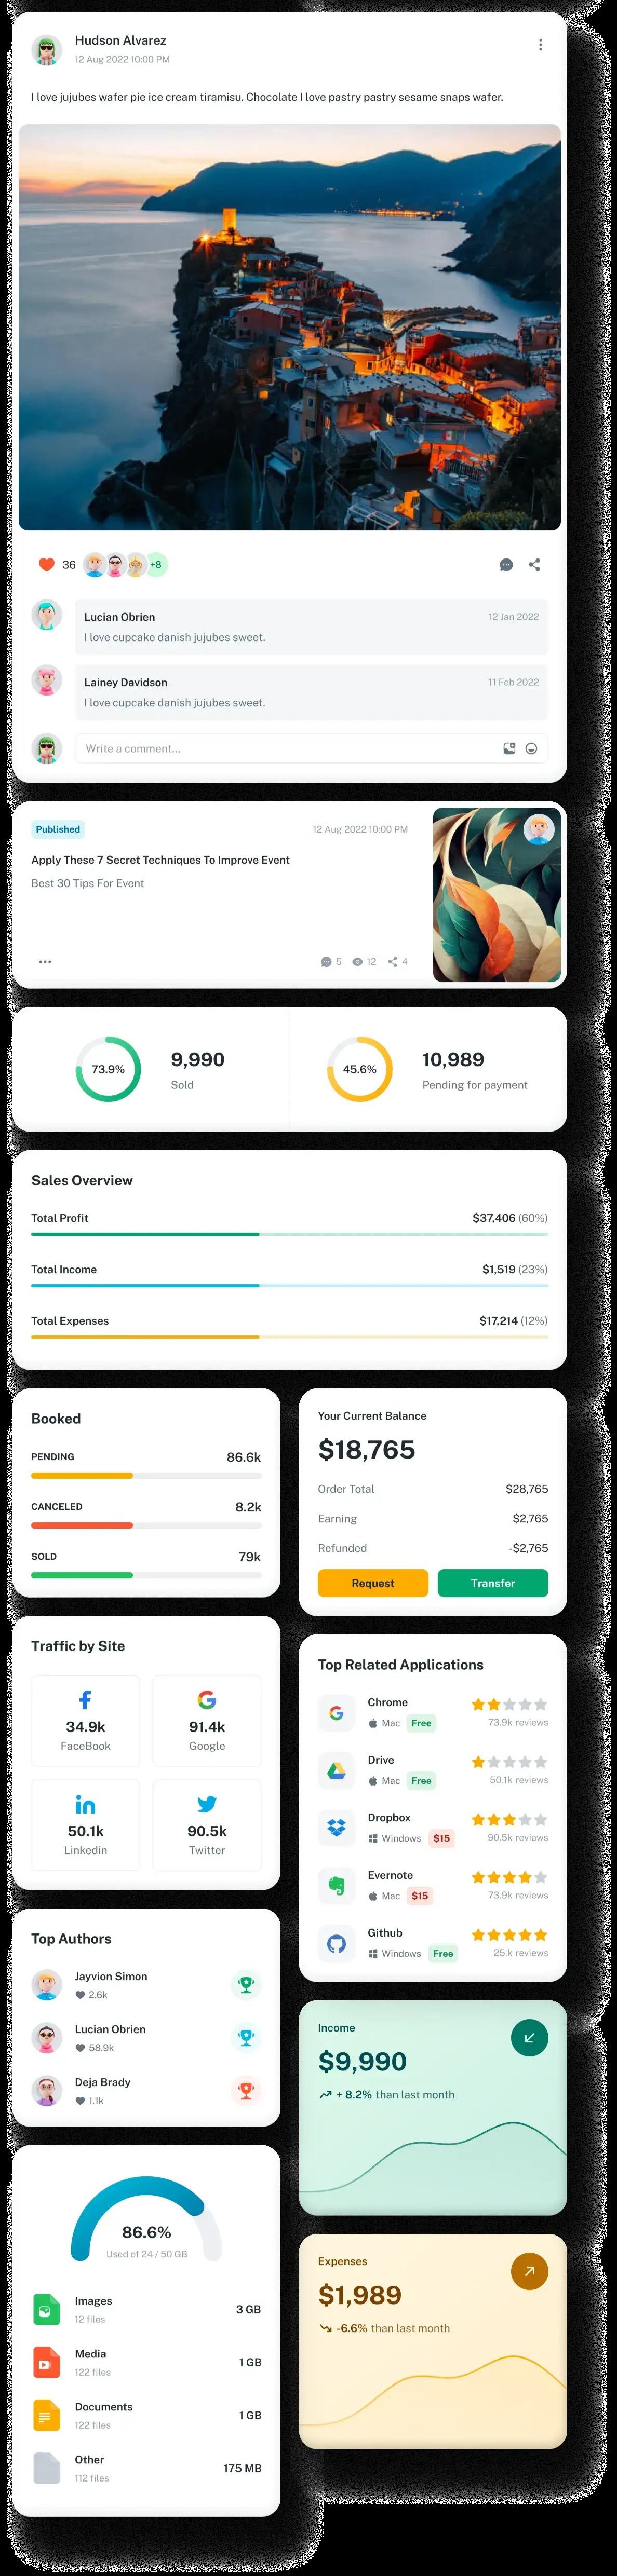 Hudson Alvarez
12 Aug 2022 10:00 PM
I love jujubes wafer pie ice cream tiramisu. Chocolate I love pastry pastry sesame snaps wafer.
36
+8
Lucian Obrien
12 Jan 2022
I love cupcake danish jujubes sweet.
Lainey Davidson
11 Feb 2022
I love cupcake danish jujubes sweet.
Write a comment...
Published
12 Aug 2022 10:00 PM
Apply These 7 Secret Techniques To Improve Event
Best 30 Tips For Event
5
12
4
73.9%
9,990
Sold
45.6%
10,989
Pending for payment
Sales Overview
Total Profit
$37,406 (60%)
Total Income
$1,519 (23%)
Total Expenses
$17,214 (12%)
Booked
PENDING
86.6k
CANCELED
8.2k
SOLD
79k
Your Current Balance
$18,765
Order Total
$28,765
Earning
$2,765
Refunded
-$2,765
Request
Transfer
Traffic by Site
34.9k
FaceBook
91.4k
Google
50.1k
Linkedin
90.5k
Twitter
Top Related Applications
Chrome
Mac
Free
73.9k reviews
Drive
Mac
Free
50.1k reviews
Dropbox
Windows
$15
90.5k reviews
Evernote
Mac
$15
73.9k reviews
Github
Windows
Free
25.k reviews
Top Authors
Jayvion Simon
2.6k
Lucian Obrien
58.9k
Deja Brady
1.1k
Income
$9,990
+ 8.2% than last month
86.6%
Used of 24 / 50 GB
Images
12 files
3 GB
Media
122 files
1 GB
Documents
122 files
1 GB
Other
112 files
175 MB
Expenses
$1,989
-6.6% than last month